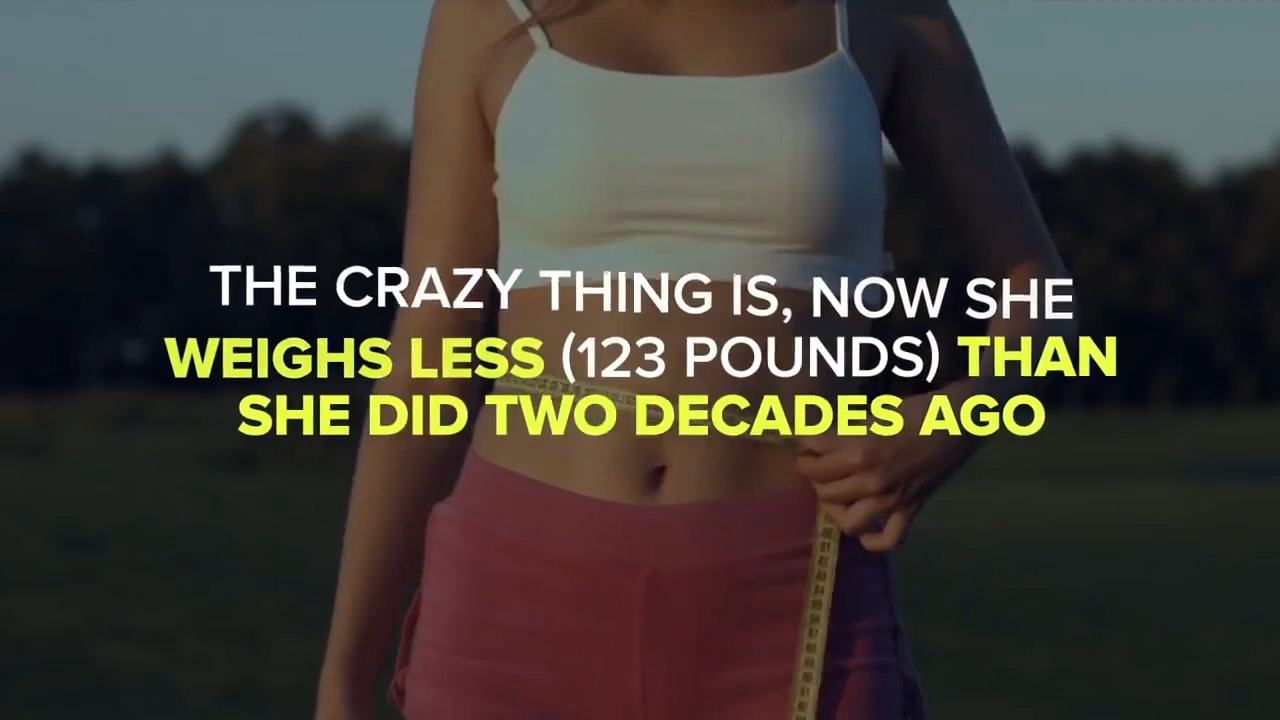 THE CRAZY THING IS, NOW SHE
WEIGHS LESS (123 POUNDS) THAN
SHE DID TWO DECADES AGO